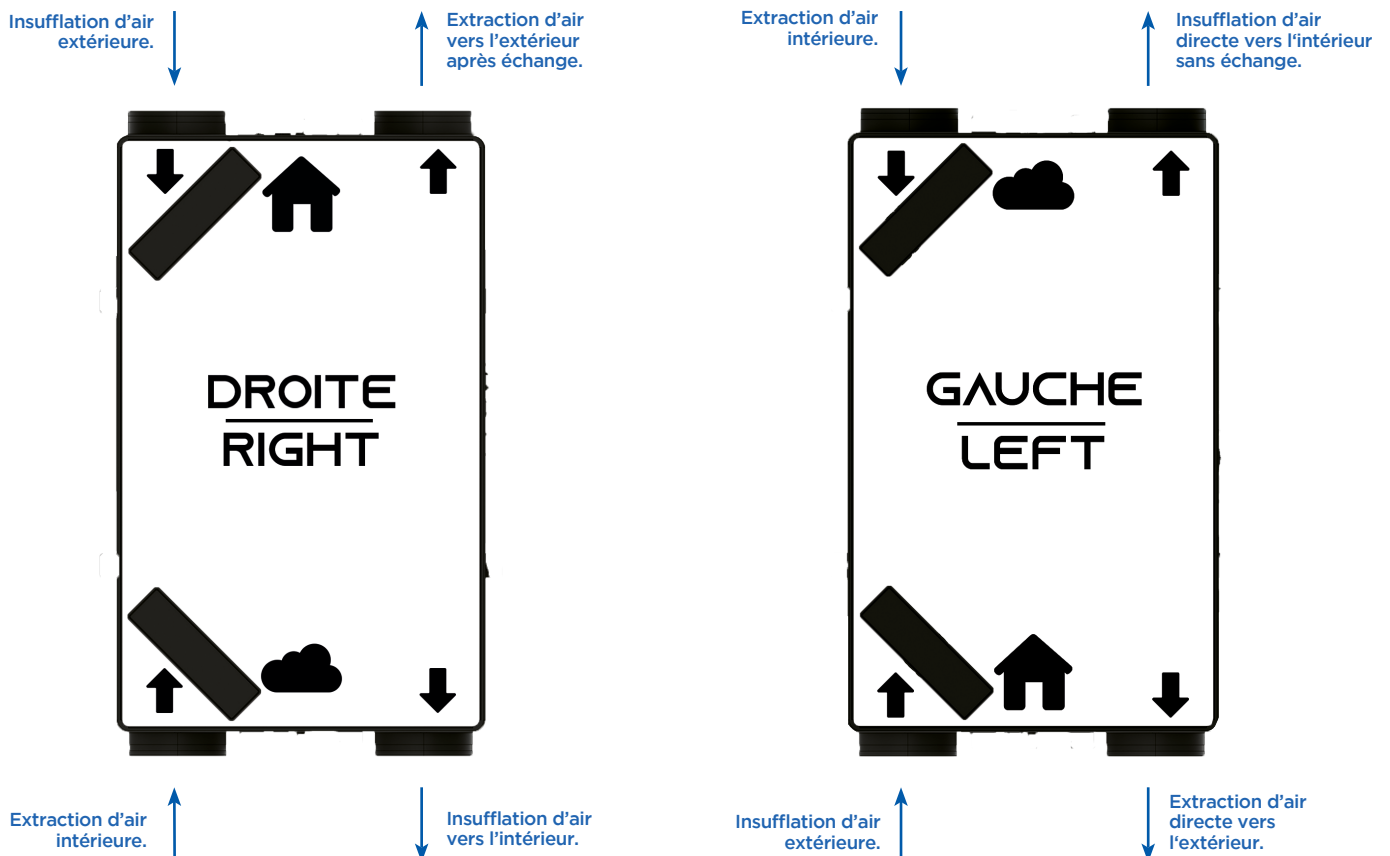 Insufflation d’air
extérieure.
Extraction d’air
vers l’extérieur
après échange.
Extraction d’air
intérieure.
Insufflation d’air
directe vers l‘intérieur
sans échange.
DROITE
RIGHT
GAUCHE
LEFT
Extraction d’air
intérieure.
Insufflation d’air
vers l’intérieur.
Insufflation d’air
extérieure.
Extraction d’air
directe vers
l‘extérieur.